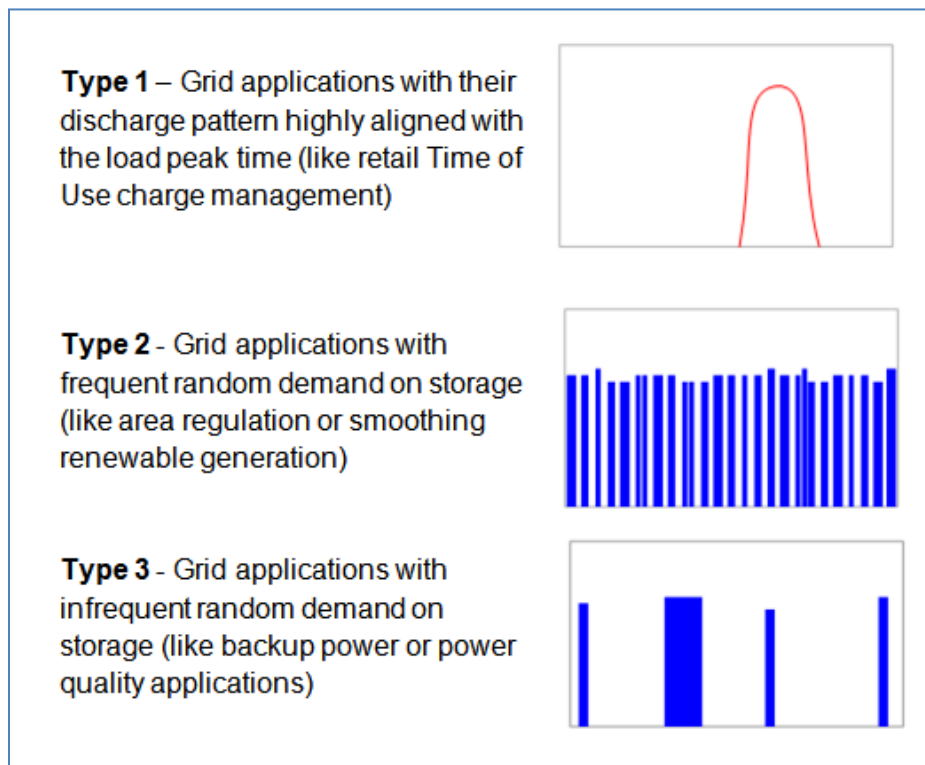 Type 1 – Grid applications with their
discharge pattern highly aligned with
the load peak time (like retail Time of
Use charge management)
Type 2 - Grid applications with
frequent random demand on storage
(like area regulation or smoothing
renewable generation)
Type 3 - Grid applications with
infrequent random demand on
storage (like backup power or power
quality applications)